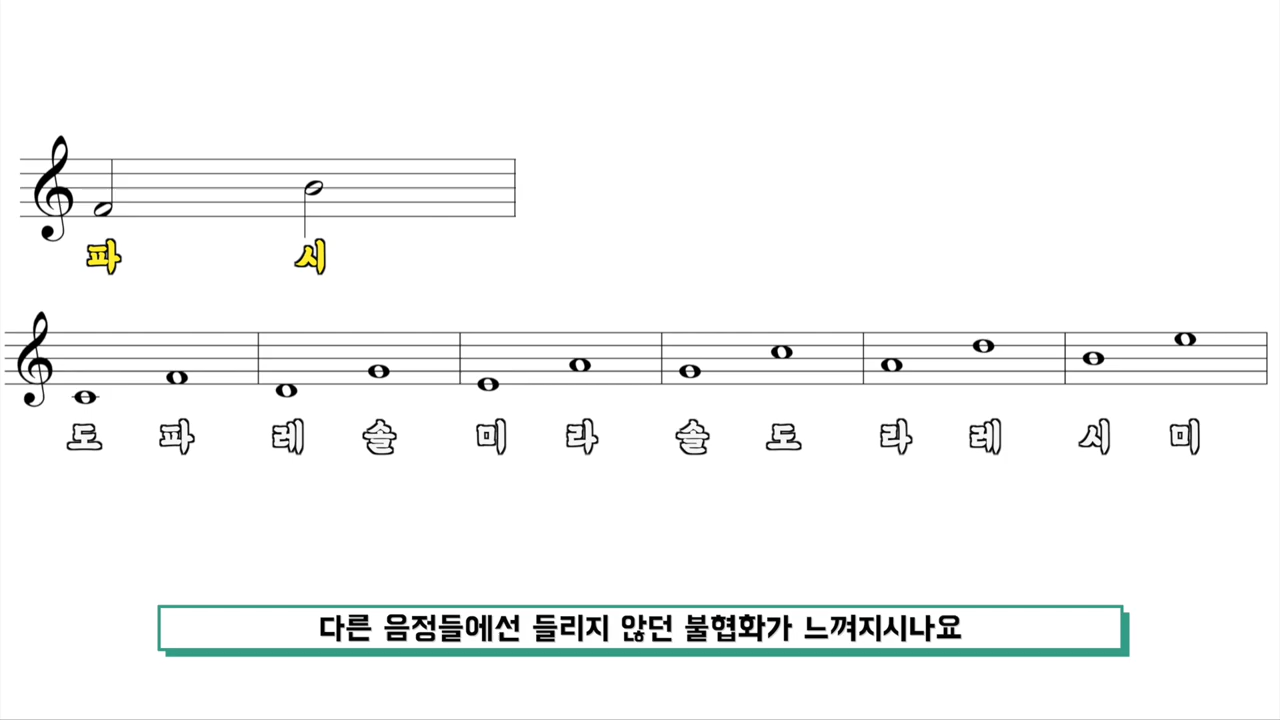 파 시
도 파 레 솔 미 라 솔 도 라 레 시 미
다른 음정들에선 들리지 않던 불협화가 느껴지시나요